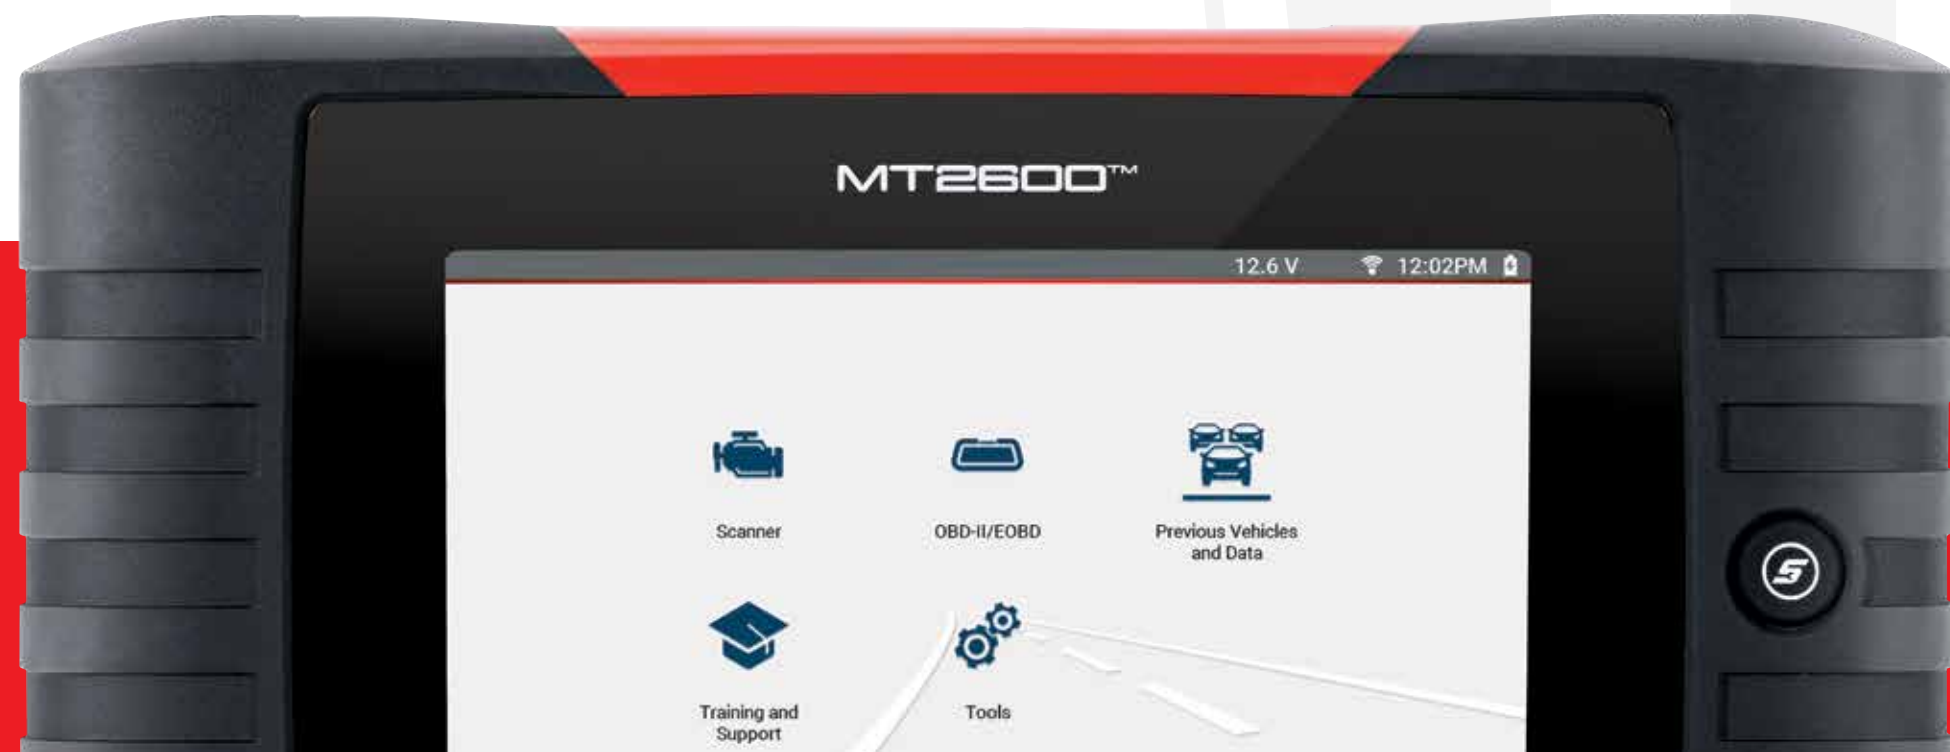 MT2600™
12.6 V 12:02PM
Scanner
OBD-II/EOBD
Previous Vehicles
and Data
Training and
Support
Tools